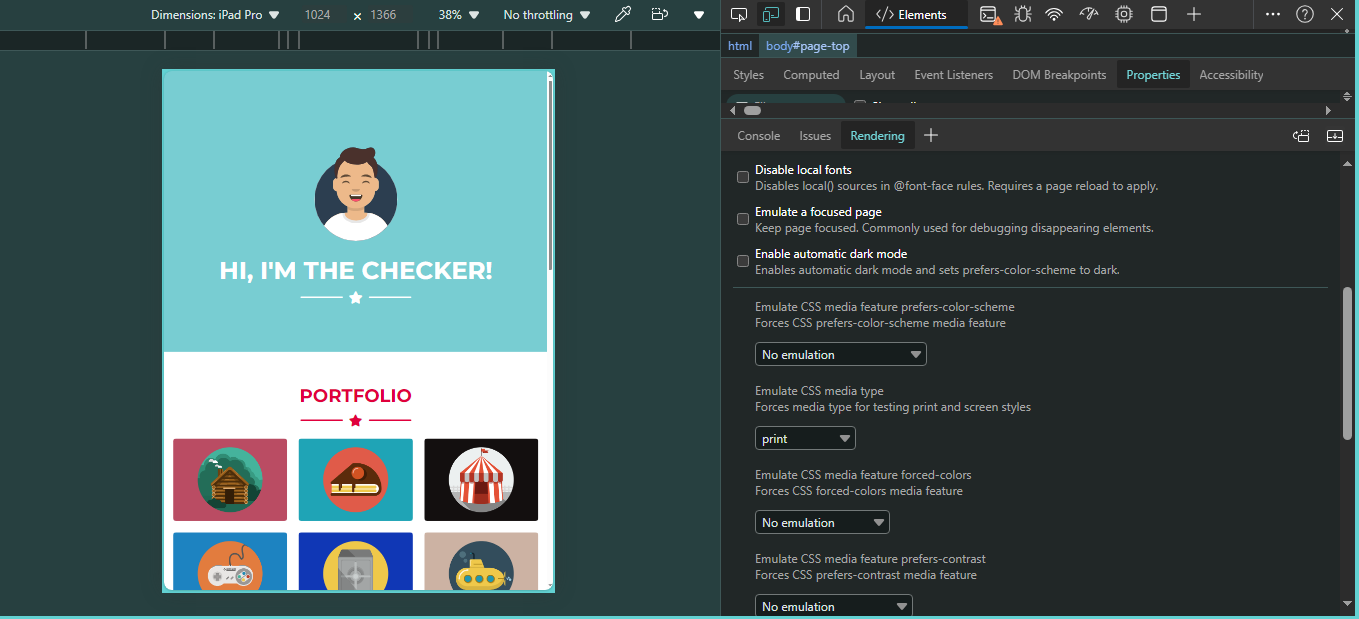 Dimensions: iPad Pro 1024 × 1366 38% No throttling
HI, I'M THE CHECKER!
PORTFOLIO
Elements
html body#page-top
Styles Computed Layout Event Listeners DOM Breakpoints Properties Accessibility
Console Issues Rendering
Disable local fonts
Disables local() sources in @font-face rules. Requires a page reload to apply.
Emulate a focused page
Keep page focused. Commonly used for debugging disappearing elements.
Enable automatic dark mode
Enables automatic dark mode and sets prefers-color-scheme to dark.
Emulate CSS media feature prefers-color-scheme
Forces CSS prefers-color-scheme media feature
No emulation
Emulate CSS media type
Forces media type for testing print and screen styles
print
Emulate CSS media feature forced-colors
Forces CSS forced-colors media feature
No emulation
Emulate CSS media feature prefers-contrast
Forces CSS prefers-contrast media feature
No emulation